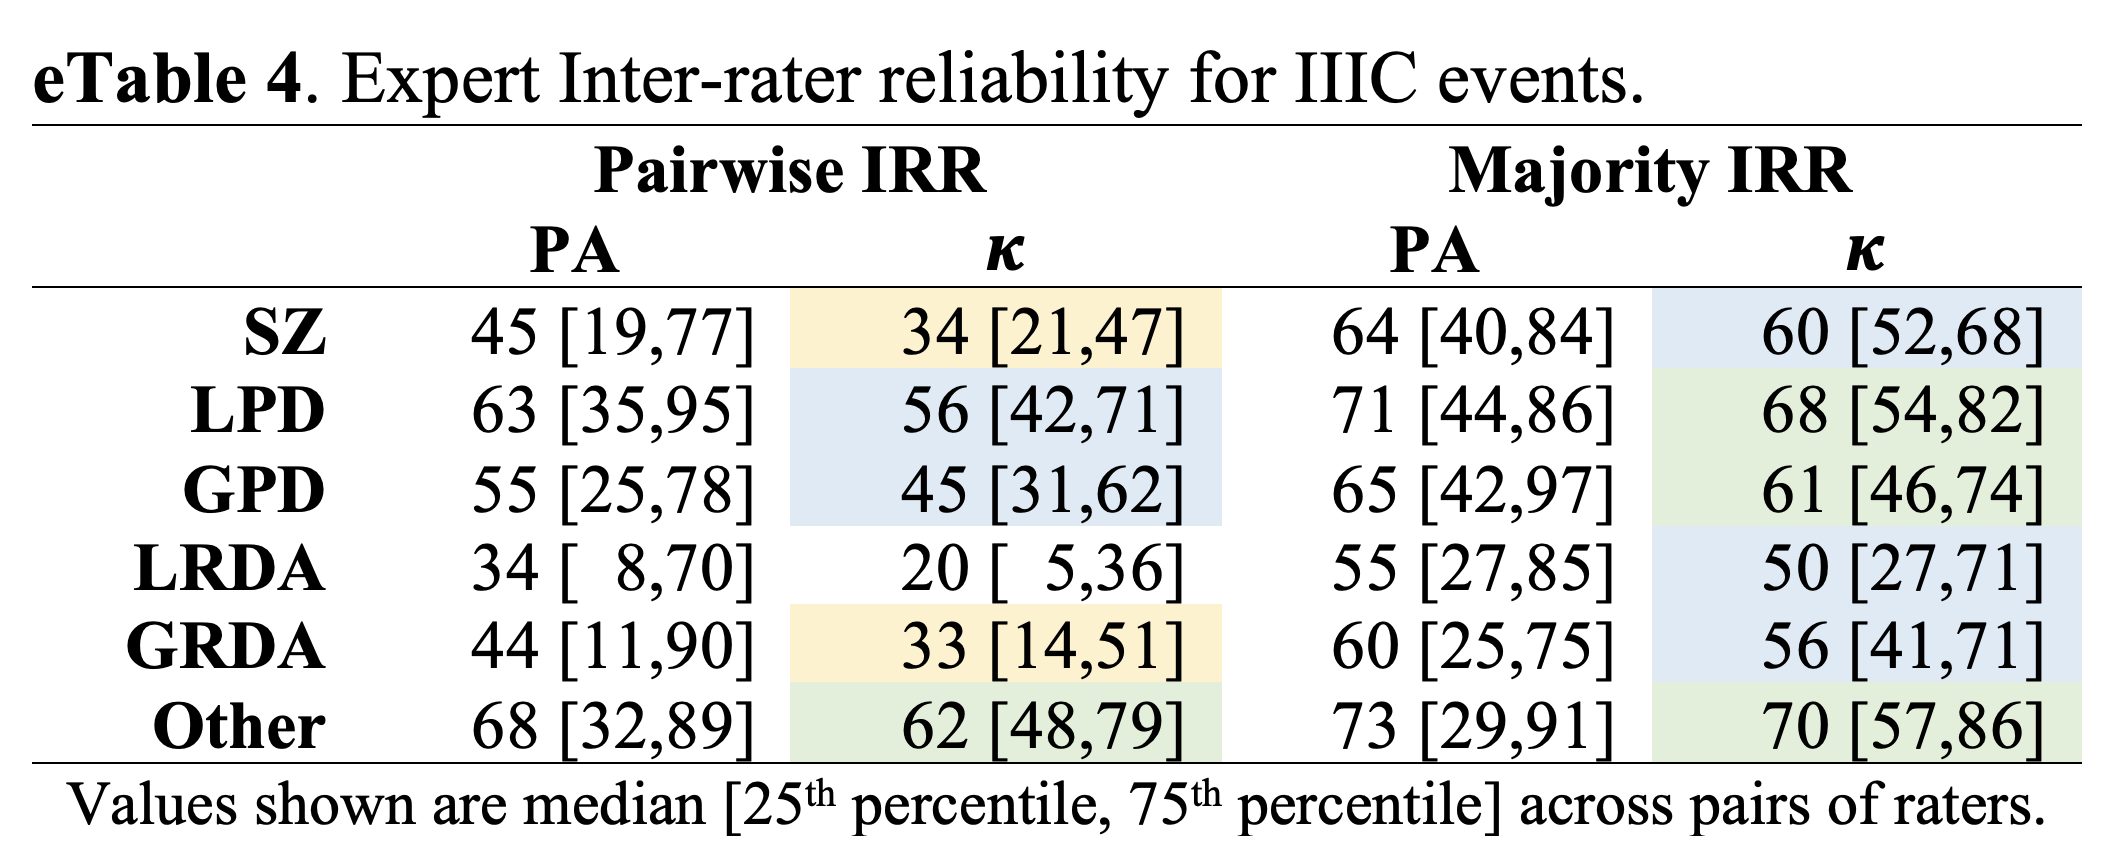 eTable 4. Expert Inter-rater reliability for IIIC events.
Pairwise IRR Majority IRR
PA κ PA κ
SZ 45 [19,77] 34 [21,47] 64 [40,84] 60 [52,68]
LPD 63 [35,95] 56 [42,71] 71 [44,86] 68 [54,82]
GPD 55 [25,78] 45 [31,62] 65 [42,97] 61 [46,74]
LRDA 34 [ 8,70] 20 [ 5,36] 55 [27,85] 50 [27,71]
GRDA 44 [11,90] 33 [14,51] 60 [25,75] 56 [41,71]
Other 68 [32,89] 62 [48,79] 73 [29,91] 70 [57,86]
Values shown are median [25th percentile, 75th percentile] across pairs of raters.